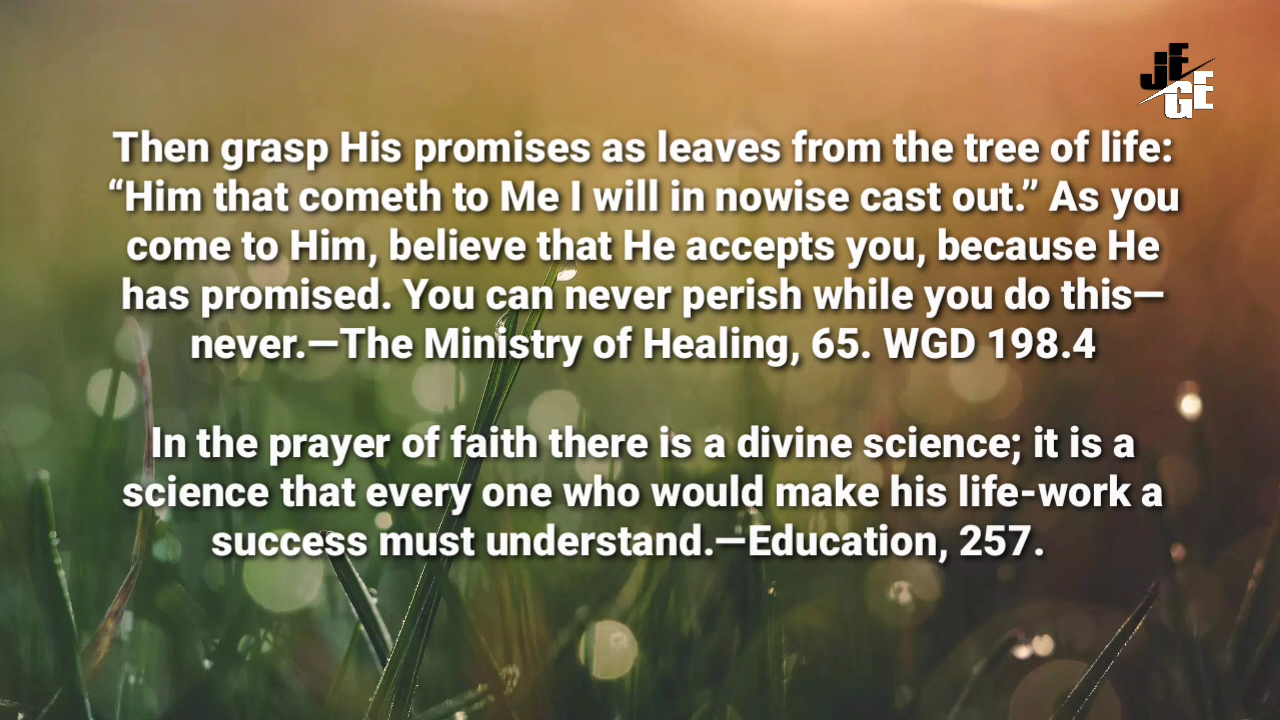 JF
GF
Then grasp His promises as leaves from the tree of life:
“Him that cometh to Me I will in nowise cast out.” As you
come to Him, believe that He accepts you, because He
has promised. You can never perish while you do this—
never.—The Ministry of Healing, 65. WGD 198.4
In the prayer of faith there is a divine science; it is a
science that every one who would make his life-work a
success must understand.—Education, 257.